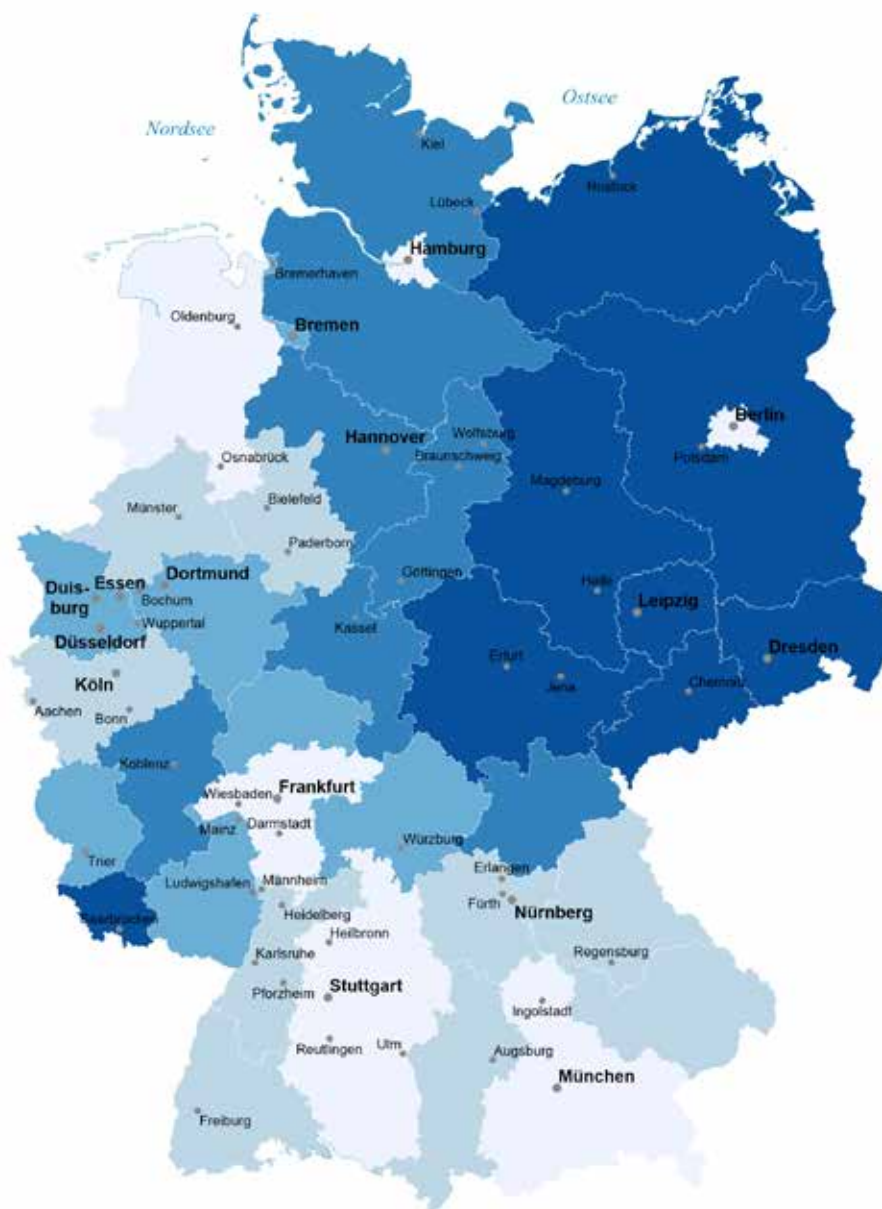 Ostsee
Nordsee
Kiel
Rostock
Lübeck
Hamburg
Bremerhaven
Oldenburg
Bremen
Berlin
Wolfsburg
Hannover
Braunschweig
Potsdam
Osnabrück
Magdeburg
Bielefeld
Münster
Paderborn
Dortmund
Göttingen
Duis-
burg
Essen
Bochum
Halle
Leipzig
Wuppertal
Kassel
Düsseldorf
Dresden
Erfurt
Köln
Jena
Chemnitz
Aachen
Bonn
Koblenz
Frankfurt
Wiesbaden
Mainz
Darmstadt
Würzburg
Trier
Erlangen
Ludwigshafen
Mannheim
Fürth
Nürnberg
Saarbrücken
Heidelberg
Heilbronn
Karlsruhe
Regensburg
Pforzheim
Stuttgart
Ingolstadt
Reutlingen
Ulm
Augsburg
München
Freiburg